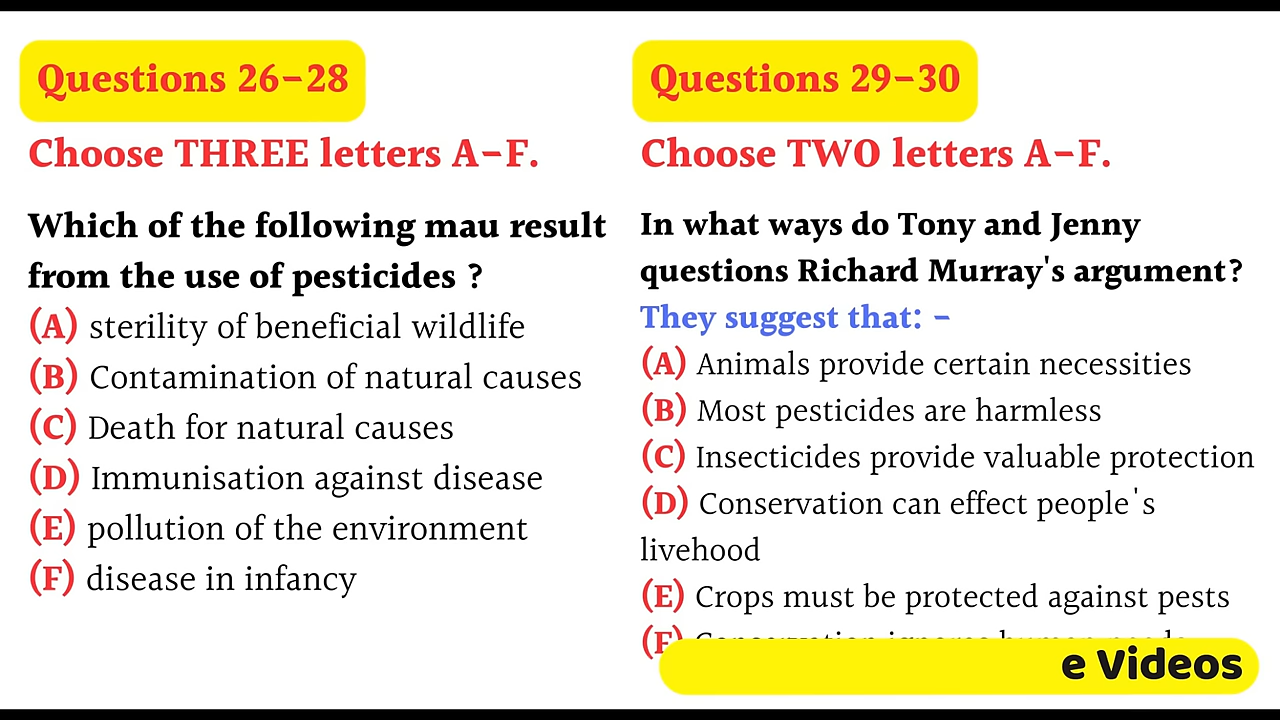 Questions 26–28
Choose THREE letters A–F.
Which of the following mau result
from the use of pesticides ?
(A) sterility of beneficial wildlife
(B) Contamination of natural causes
(C) Death for natural causes
(D) Immunisation against disease
(E) pollution of the environment
(F) disease in infancy
Questions 29–30
Choose TWO letters A–F.
In what ways do Tony and Jenny
questions Richard Murray's argument?
They suggest that: –
(A) Animals provide certain necessities
(B) Most pesticides are harmless
(C) Insecticides provide valuable protection
(D) Conservation can effect people's
livehood
(E) Crops must be protected against pests
(F)
e Videos